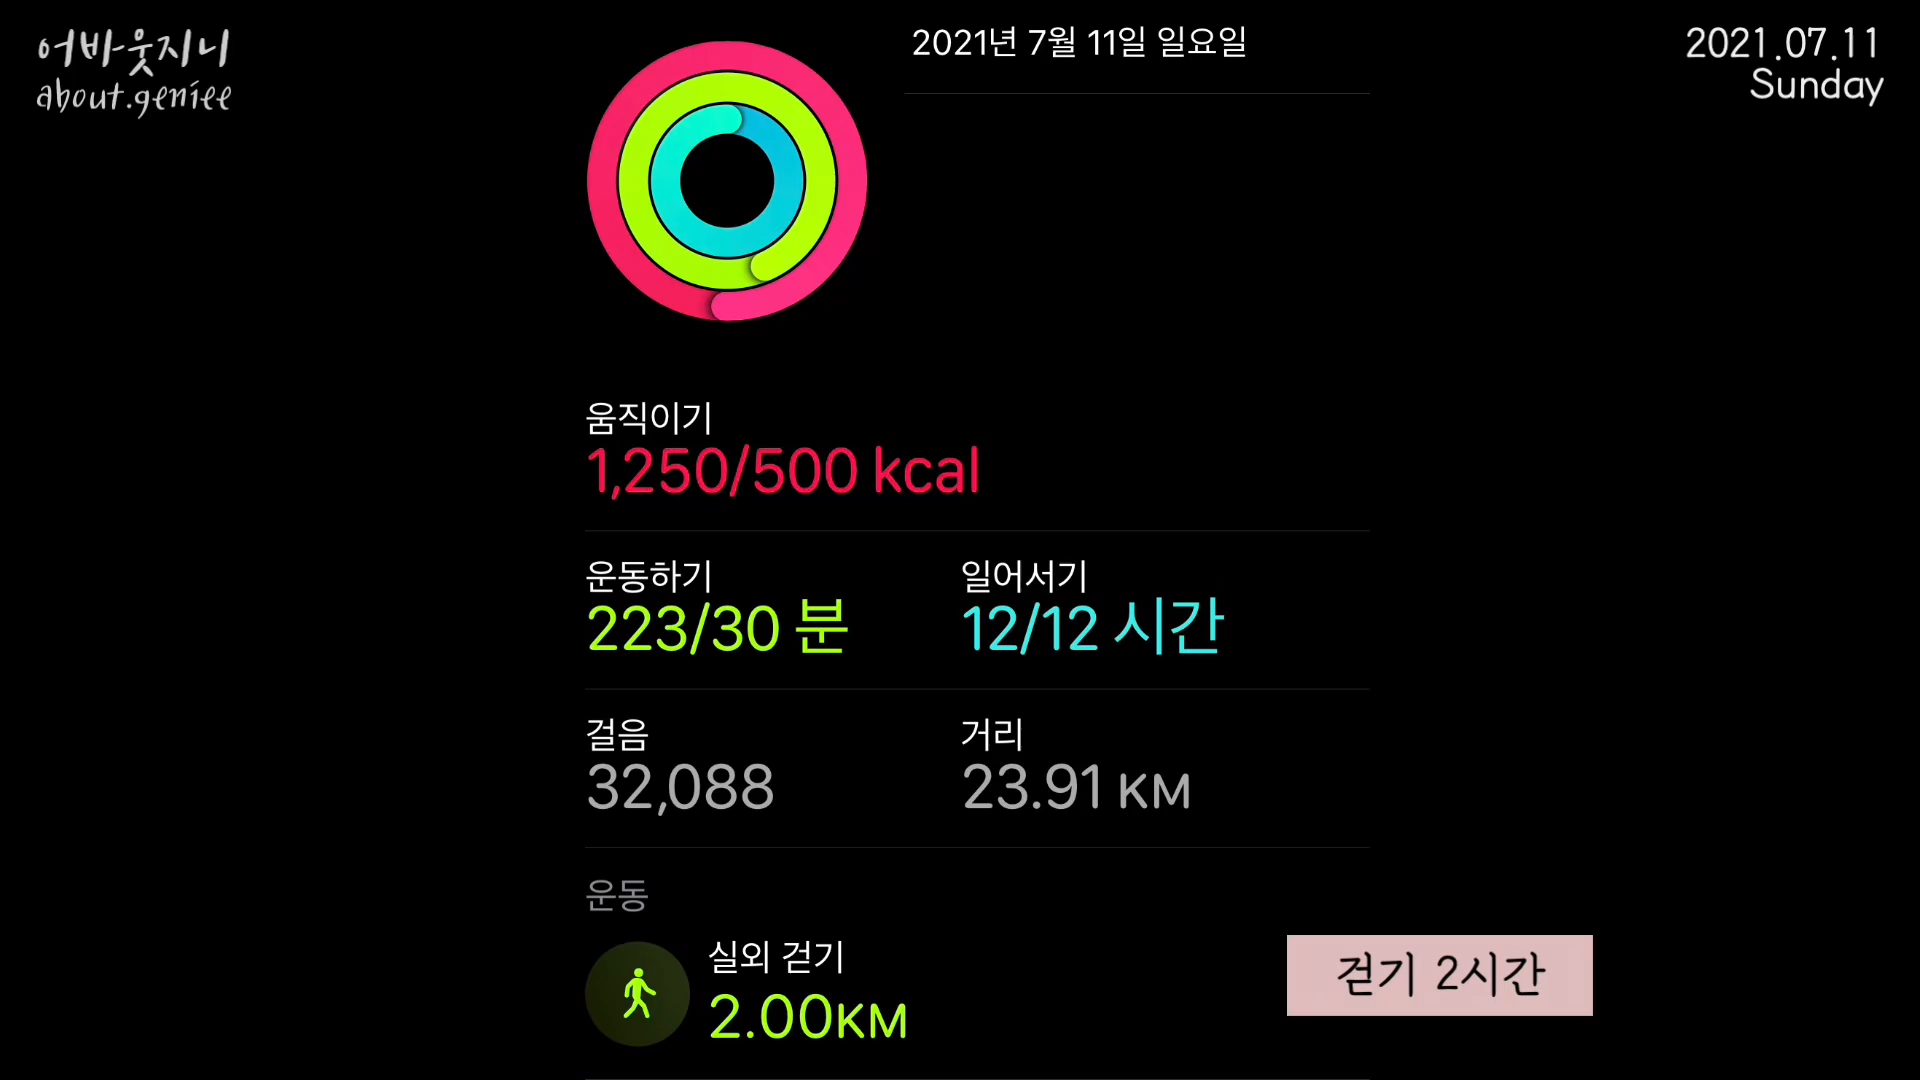 어바웃지니
about.geniee
2021년 7월 11일 일요일
2021.07.11
Sunday
움직이기
1,250/500 kcal
운동하기
223/30 분
일어서기
12/12 시간
걸음
32,088
거리
23.91 KM
운동
실외 걷기
2.00KM
걷기 2시간